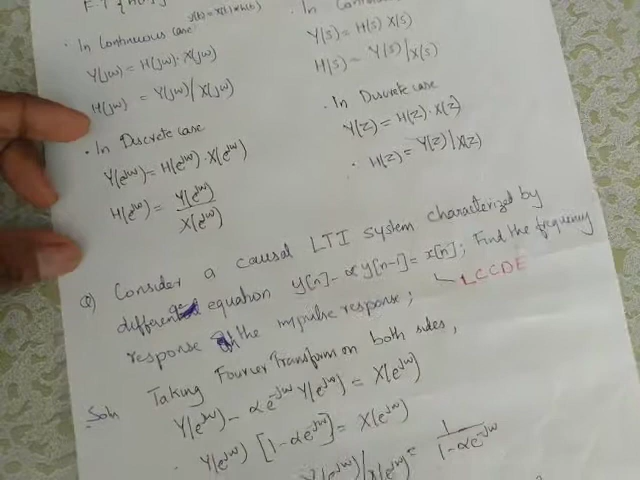 y(t) = x(t) * h(t)
· In Continuous case
Y(jω) = H(jω)·X(jω)
H(jω) = Y(jω)/X(jω)
· In Discrete case
Y(e^jω) = H(e^jω)·X(e^jω)
H(e^jω) = Y(e^jω) / X(e^jω)
Y(s) = H(s) X(s)
H(s) = Y(s)/X(s)
· In Discrete case
Y(z) = H(z)·X(z)
· H(z) = Y(z)/X(z)
Q) Consider a causal LTI system characterized by
difference equation y[n] - αy[n-1] = x[n]; Find the frequency
response the impulse response; LCCDE
Soln Taking Fourier Transform on both sides,
Y(e^jω) - αe^-jω Y(e^jω) = X(e^jω)
· Y(e^jω) [1-αe^-jω] = X(e^jω)
Y(e^jω)/X(e^jω) = 1 / 1-αe^-jω